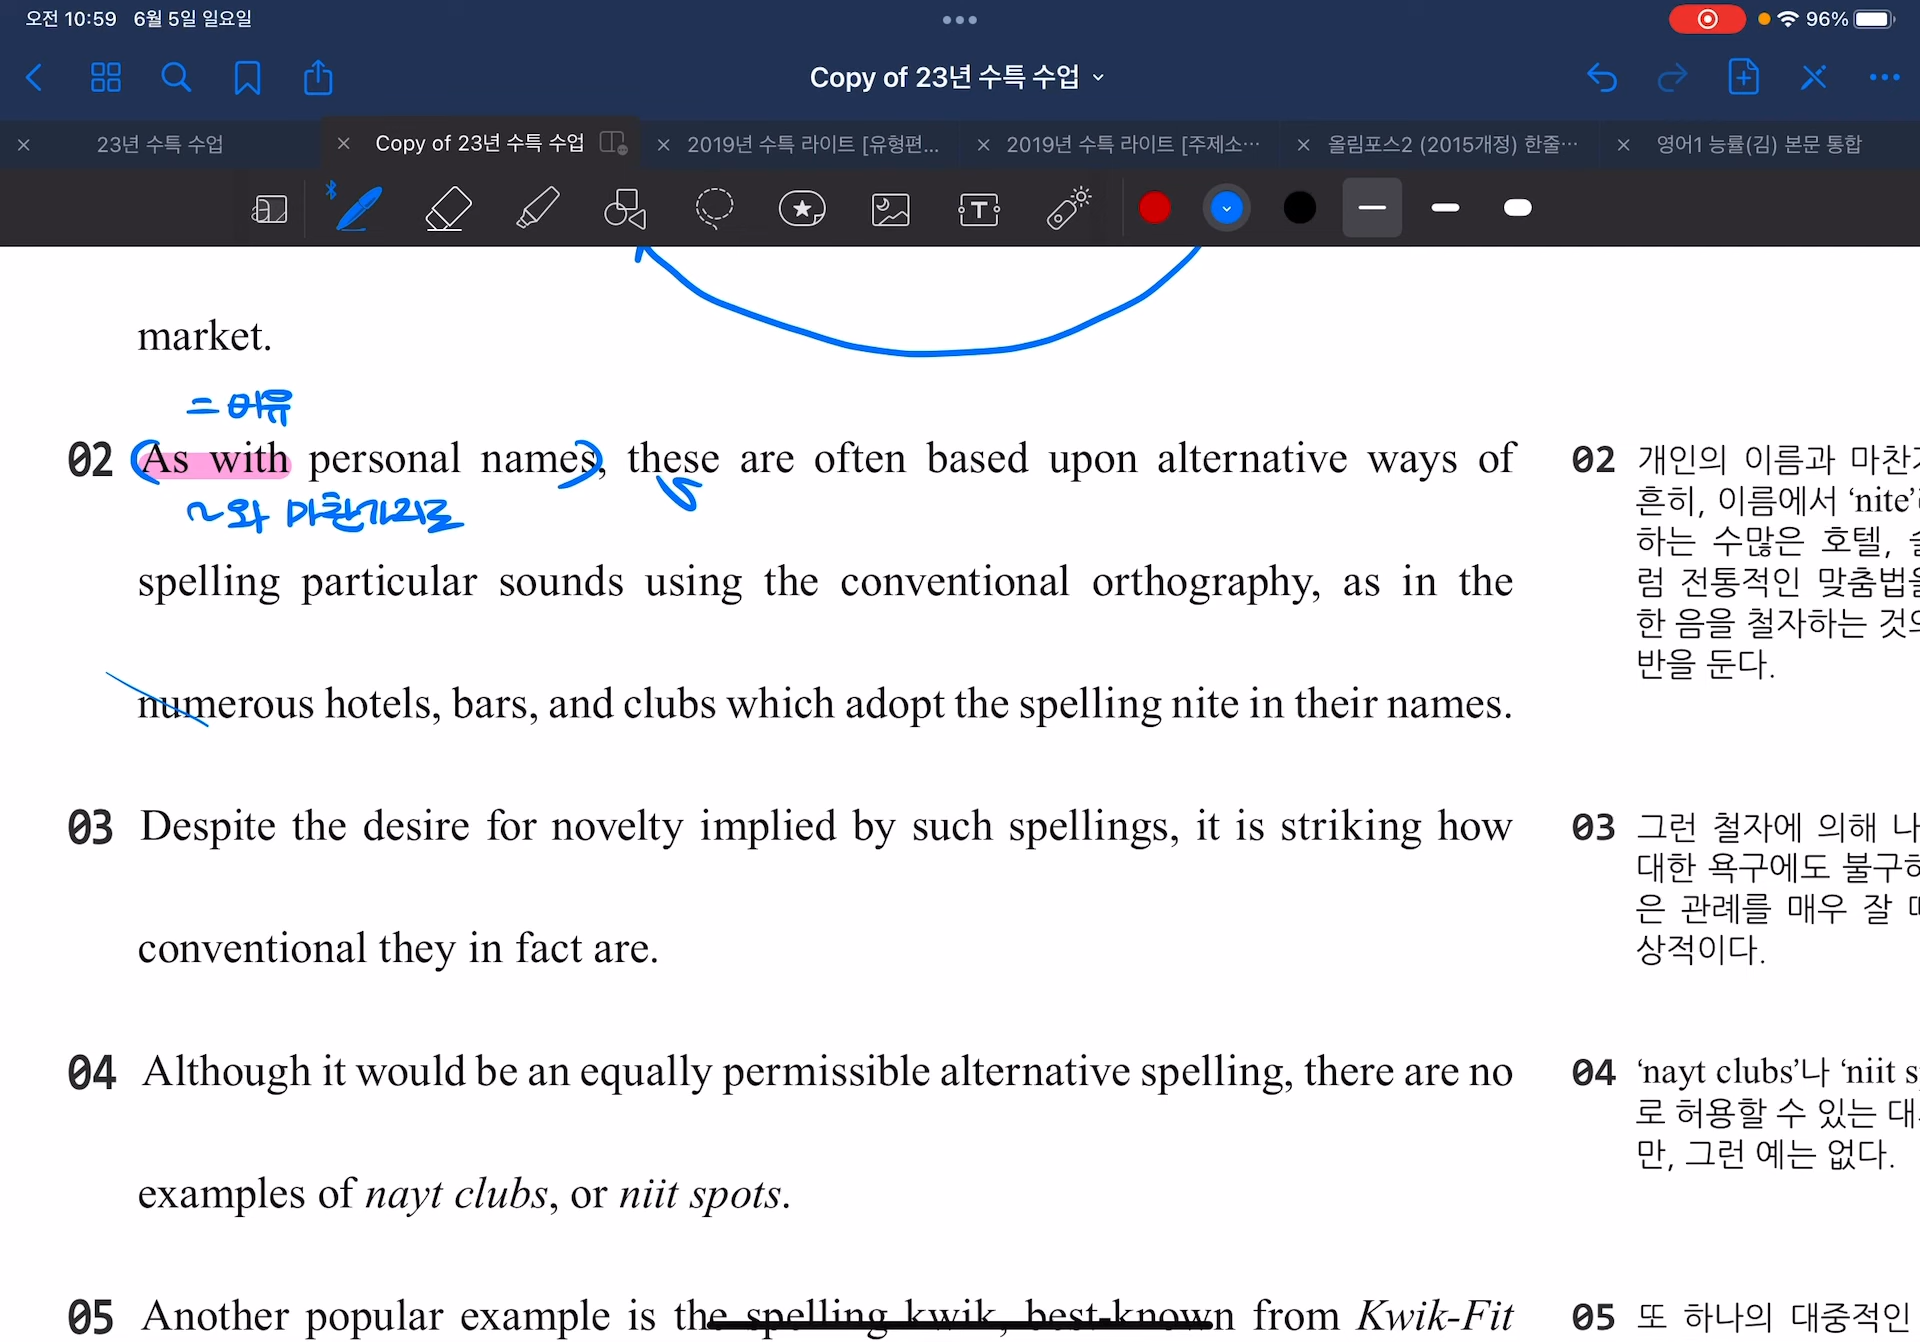 오전 10:59 6월 5일 일요일
96%
Copy of 23년 수특 수업
23년 수특 수업
Copy of 23년 수특 수업
2019년 수특 라이트 [유형편...
2019년 수특 라이트 [주제소...
올림포스2 (2015개정) 한줄...
영어1 능률(김) 본문 통합
market.
=
02 As with personal names, these are often based upon alternative ways of
~와 마찬가지로
spelling particular sounds using the conventional orthography, as in the
numerous hotels, bars, and clubs which adopt the spelling nite in their names.
03 Despite the desire for novelty implied by such spellings, it is striking how
conventional they in fact are.
04 Although it would be an equally permissible alternative spelling, there are no
examples of nayt clubs, or niit spots.
05 Another popular example is the spelling kwik, best-known from Kwik-Fit
02 개인의 이름과 마찬
흔히, 이름에서 ‘nite’
하는 수많은 호텔,
럼 전통적인 맞춤법을
한 음을 철자하는 것
반을 둔다.
03 그런 철자에 의해 나
대한 욕구에도 불구하
은 관례를 매우 잘
상적이다.
04 ‘nayt clubs’나 ‘niit s
로 허용할 수 있는 대
만, 그런 예는 없다.
05 또 하나의 대중적인